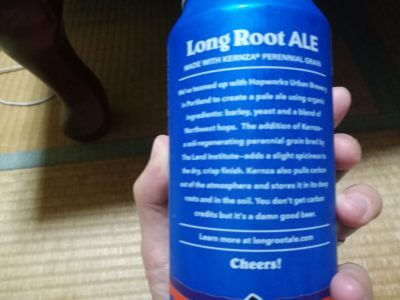 Long Root ALE
MADE WITH KERNZA® PERENNIAL GRAIN
We've teamed up with Hopworks Urban Brewery
in Portland to create a pale ale using organic
ingredients: barley, yeast and a blend of
Northwest hops. The addition of Kernza–
a soil-regenerating perennial grain bred by
The Land Institute–adds a slight spiciness to
the dry, crisp finish. Kernza also pulls carbon
out of the atmosphere and stores it in its deep
roots and in the soil. You don't get carbon
credits but it's a damn good beer.
Learn more at longrootale.com
Cheers!